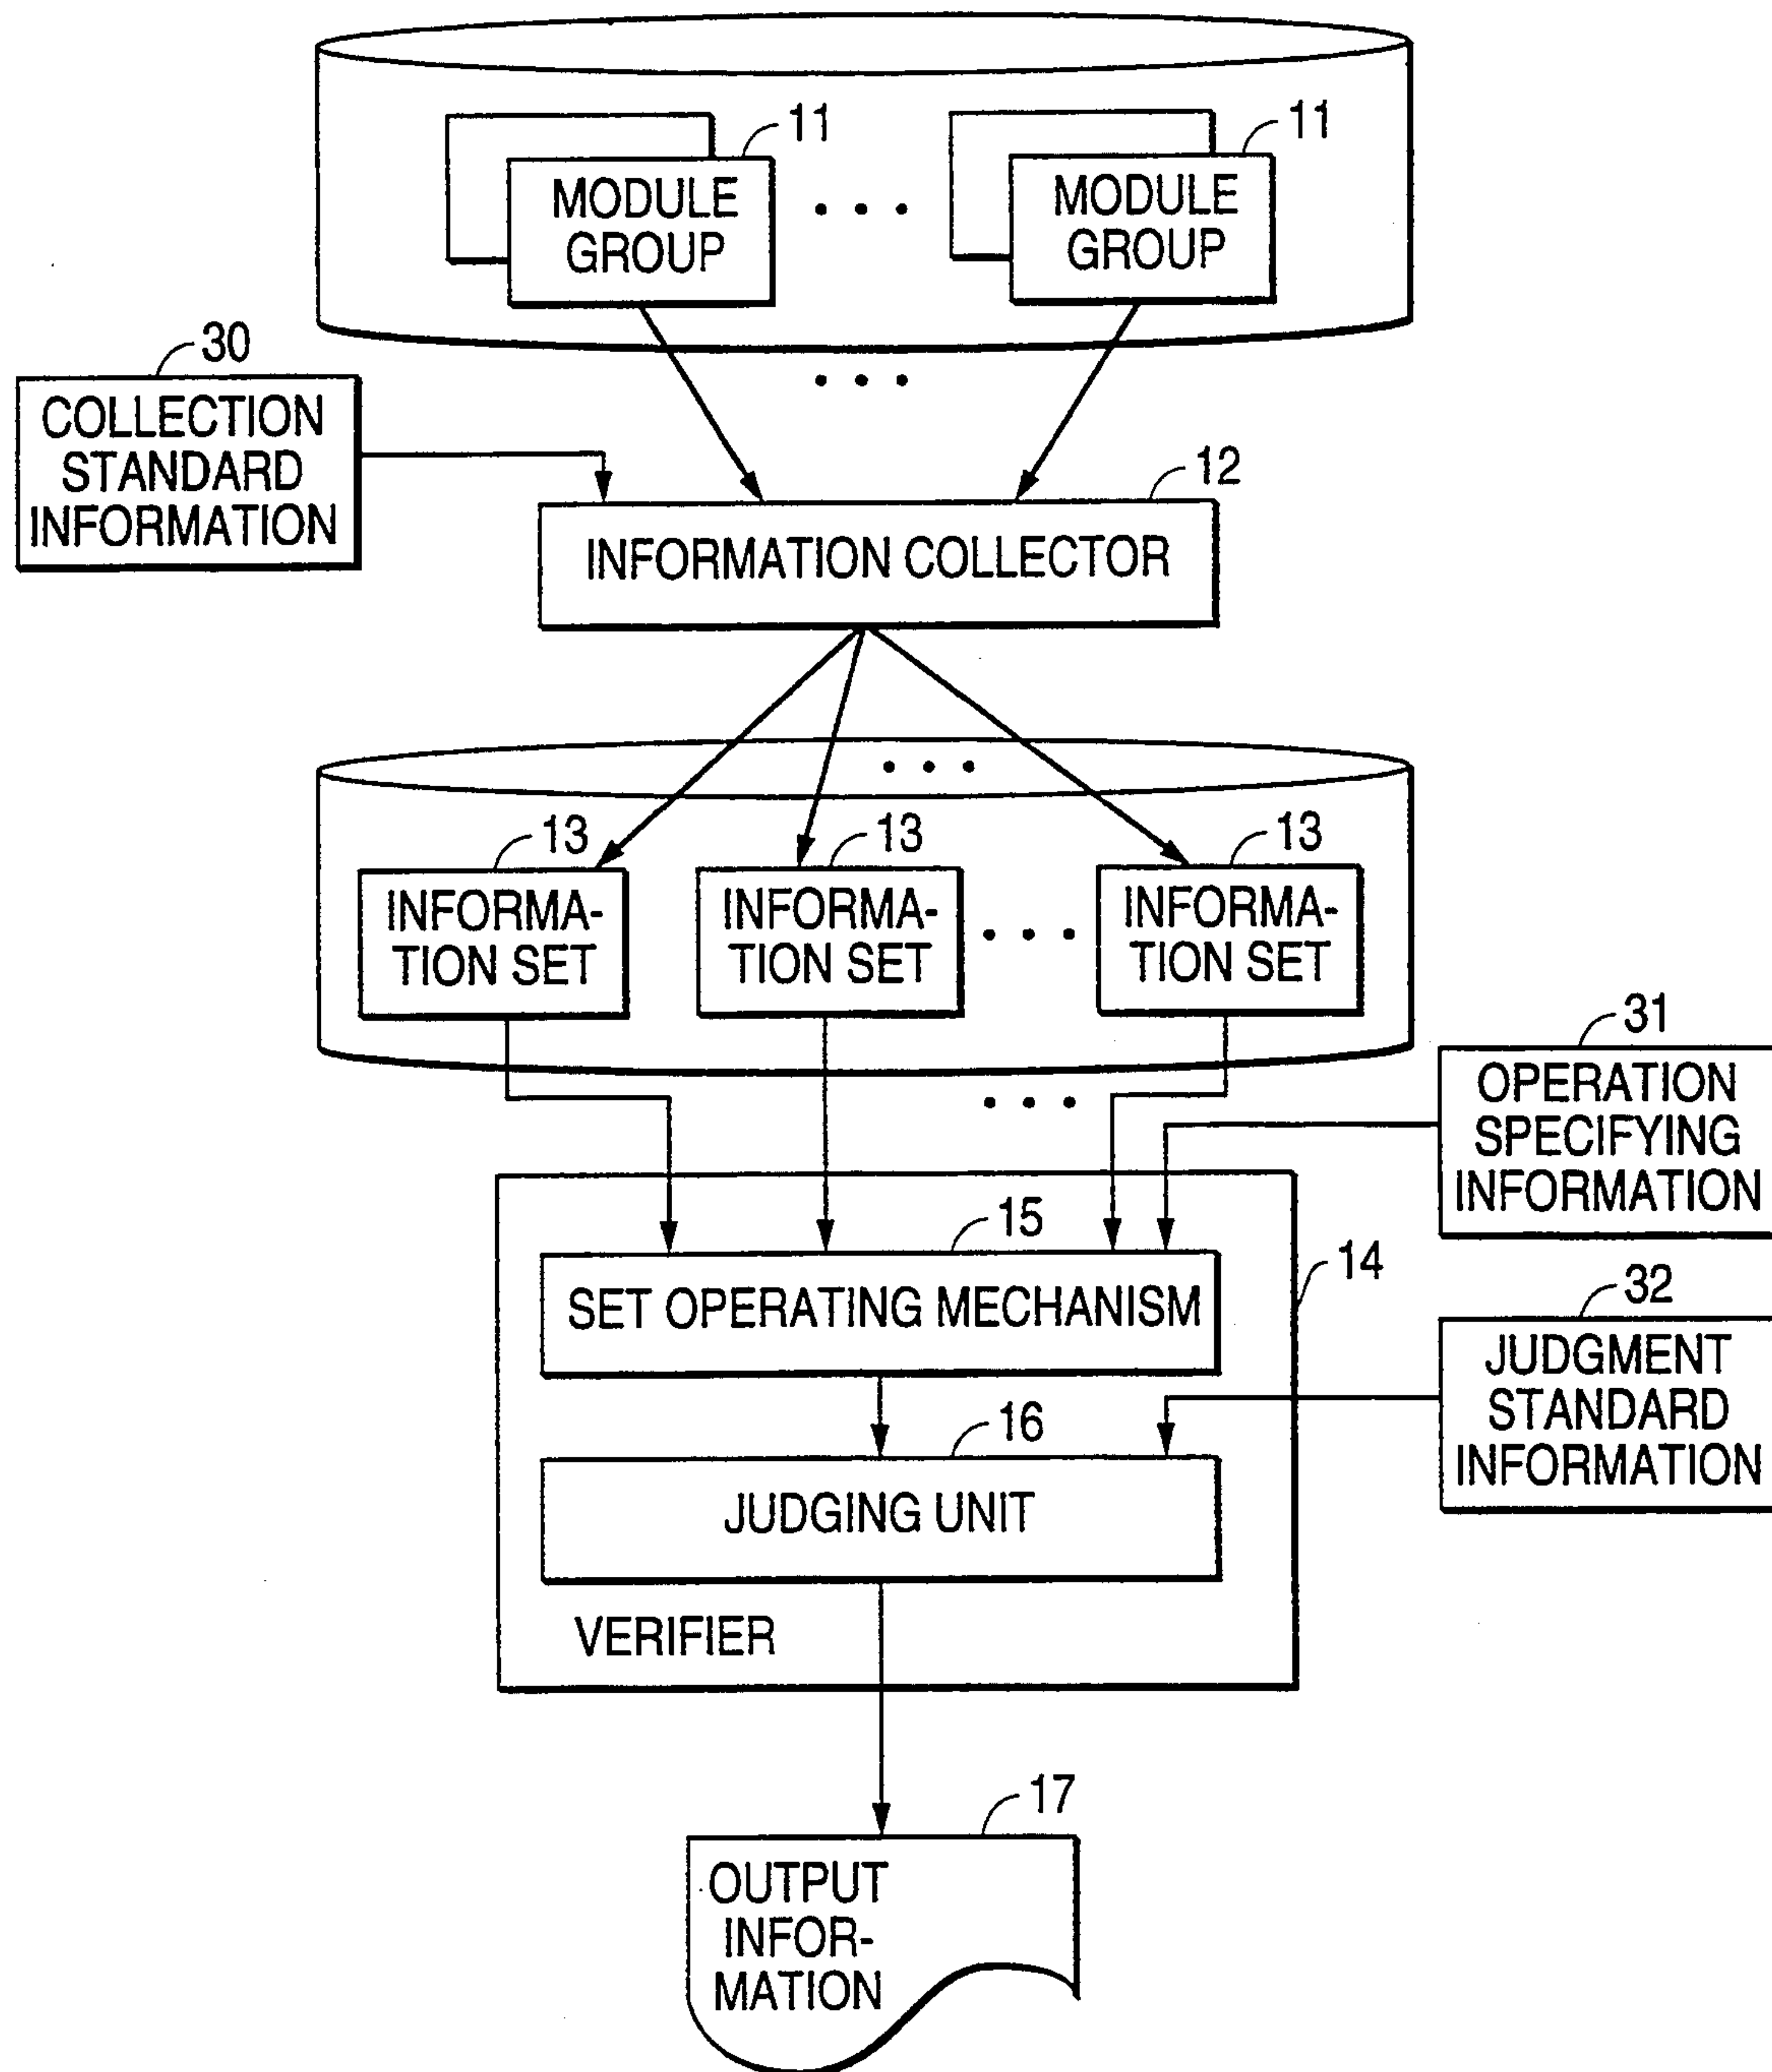 11
11
MODULE
GROUP
MODULE
GROUP
30
COLLECTION
STANDARD
INFORMATION
12
INFORMATION COLLECTOR
13
13
13
INFORMA-
TION SET
INFORMA-
TION SET
INFORMA-
TION SET
31
OPERATION
SPECIFYING
INFORMATION
15
14
SET OPERATING MECHANISM
32
JUDGMENT
STANDARD
INFORMATION
16
JUDGING UNIT
VERIFIER
17
OUTPUT
INFOR-
MATION